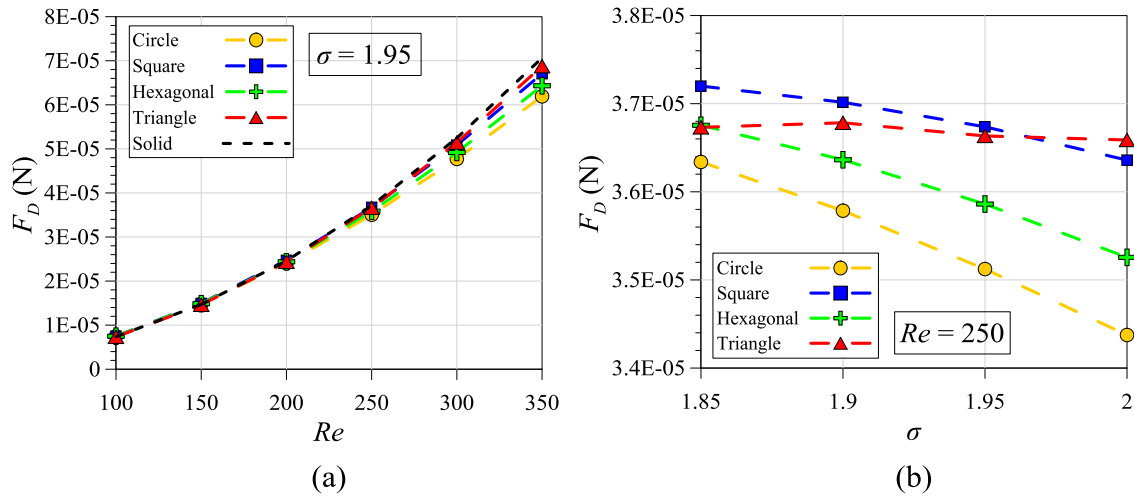 8E-05
7E-05
6E-05
5E-05
4E-05
3E-05
2E-05
1E-05
0
F_D (N)
Circle
Square
Hexagonal
Triangle
Solid
σ = 1.95
100 150 200 250 300 350
Re
(a)
3.8E-05
3.7E-05
3.6E-05
3.5E-05
3.4E-05
F_D (N)
Circle
Square
Hexagonal
Triangle
Re = 250
1.85 1.9 1.95 2
σ
(b)